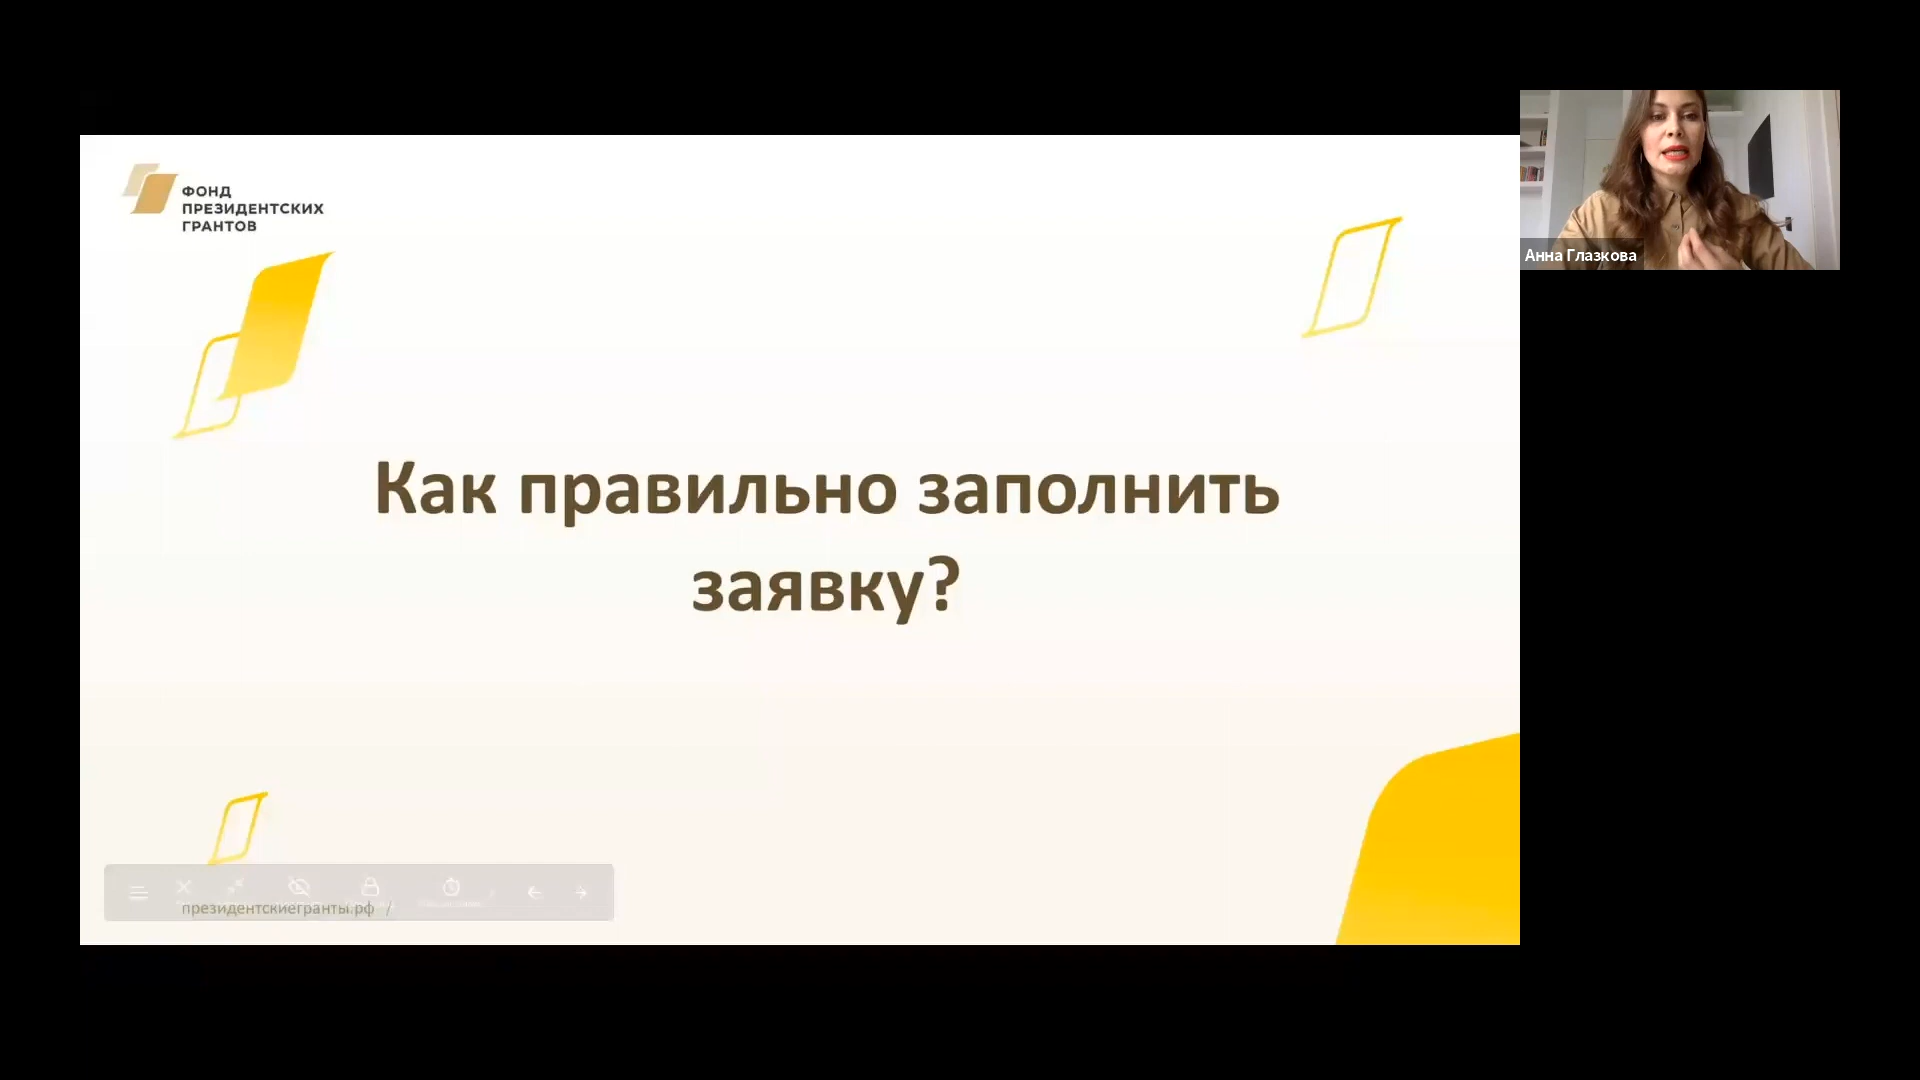 ФОНД
ПРЕЗИДЕНТСКИХ
ГРАНТОВ
Анна Глазкова
Как правильно заполнить
заявку?
президентскиегранты.рф /